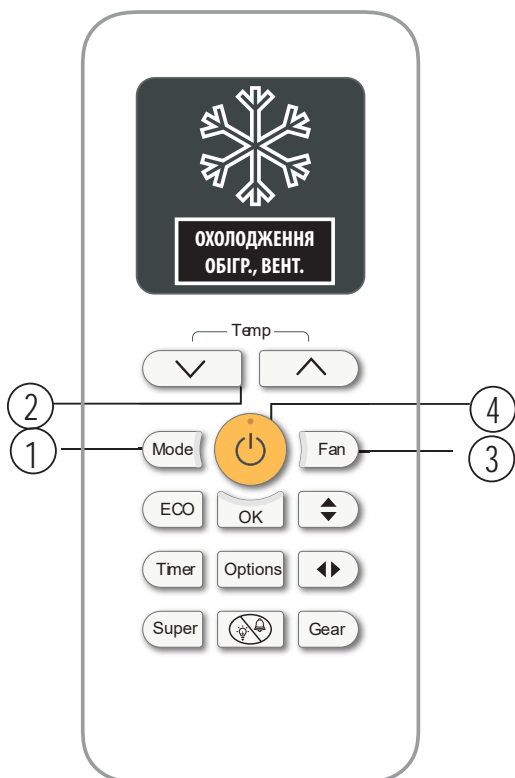 ОХОЛОДЖЕННЯ
ОБІГР., ВЕНТ.
Temp
2
4
1
Mode
Fan
3
ECO
OK
Timer
Options
Super
Gear